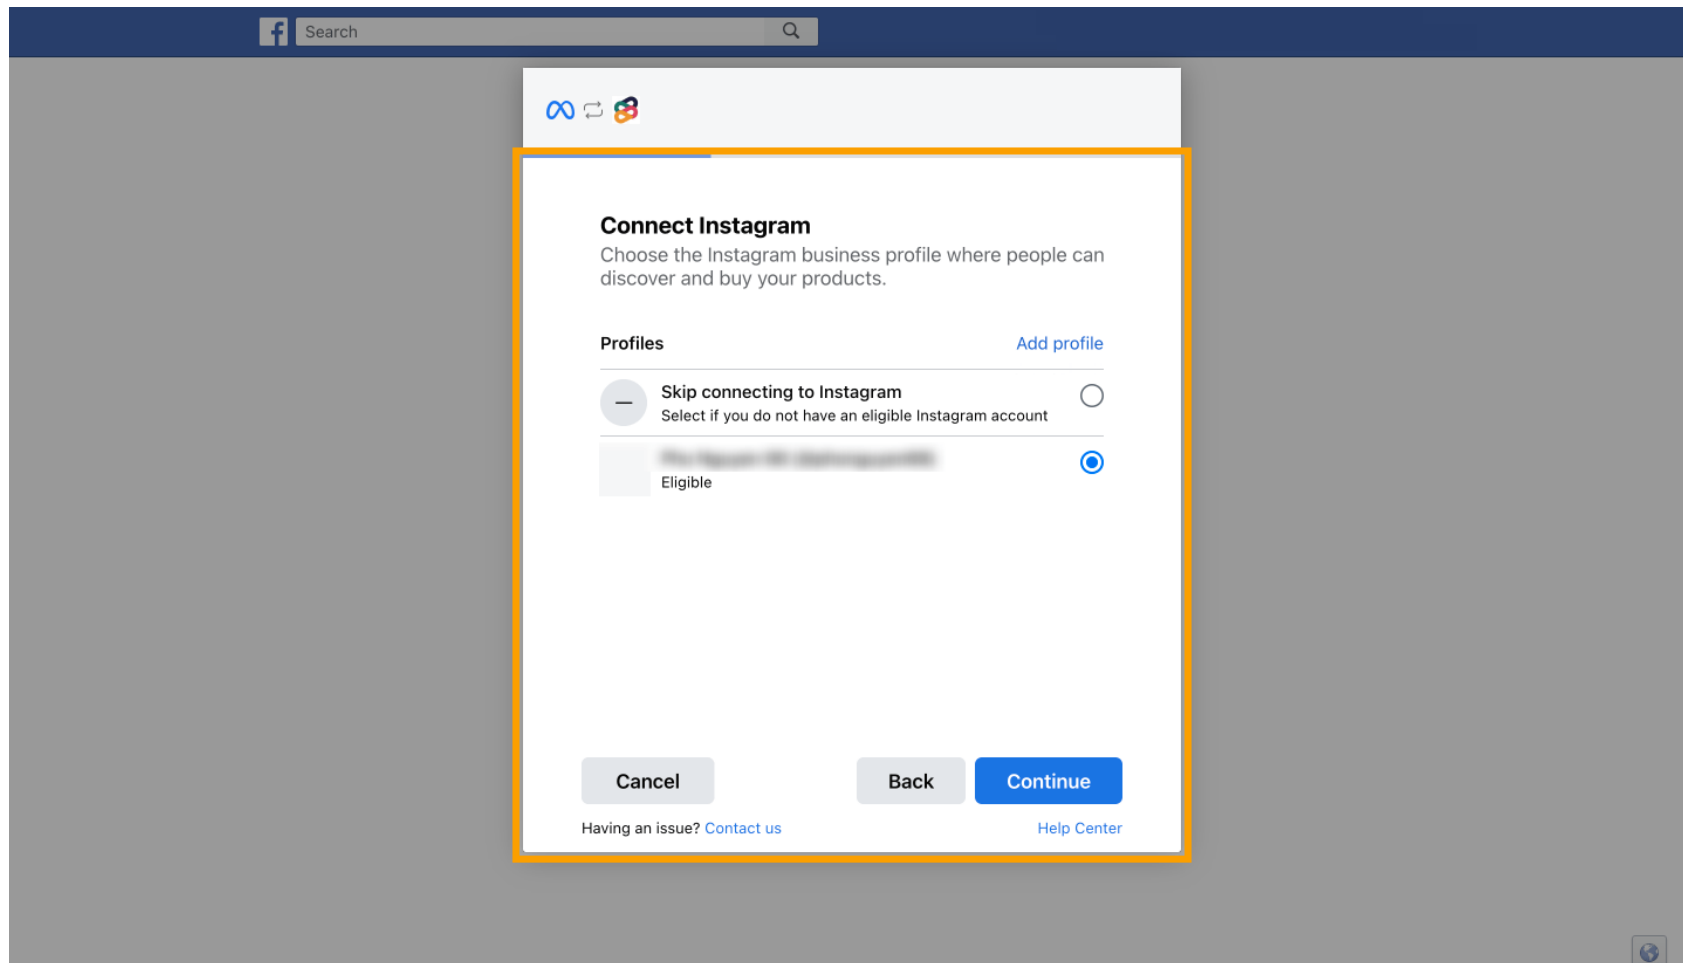 Search
Connect Instagram
Choose the Instagram business profile where people can
discover and buy your products.
Profiles
Add profile
Skip connecting to Instagram
Select if you do not have an eligible Instagram account
Eligible
Cancel
Back
Continue
Having an issue? Contact us
Help Center